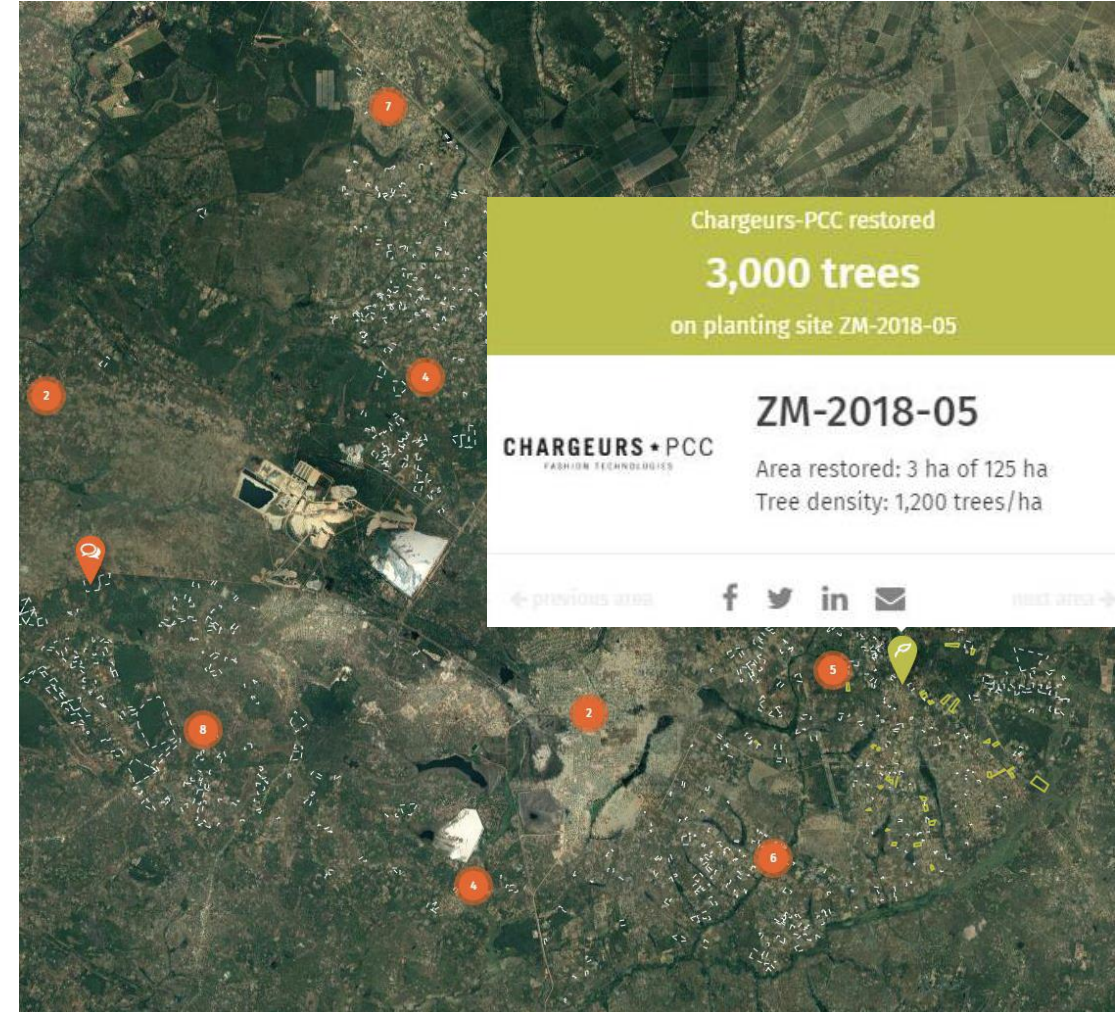 7
Chargeurs-PCC restored
3,000 trees
on planting site ZM-2018-05
4
2
ZM-2018-05
CHARGEURS★PCC
FASHION TECHNOLOGIES
Area restored: 3 ha of 125 ha
Tree density: 1,200 trees/ha
← previous area
next area →
5
2
8
6
4